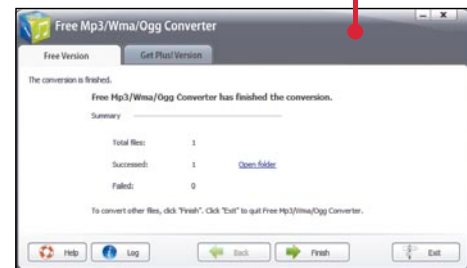 Free Mp3/Wma/Ogg Converter
Free Version
Get Plus! Version
The conversion is finished.
Free Mp3/Wma/Ogg Converter has finished the conversion.
Summary
Total files: 1
Successed: 1 Open folder
Failed: 0
To convert other files, click "Finish". Click "Exit" to quit Free Mp3/Wma/Ogg Converter.
Help Log Back Finish Exit